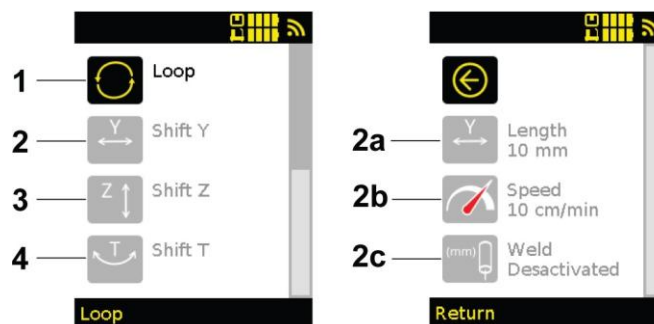 1
Loop
2
Y
Shift Y
3
Z
Shift Z
4
T
Shift T
Loop
2a
Y
Length
10 mm
2b
Speed
10 cm/min
2c
(mm)
Weld
Desactivated
Return